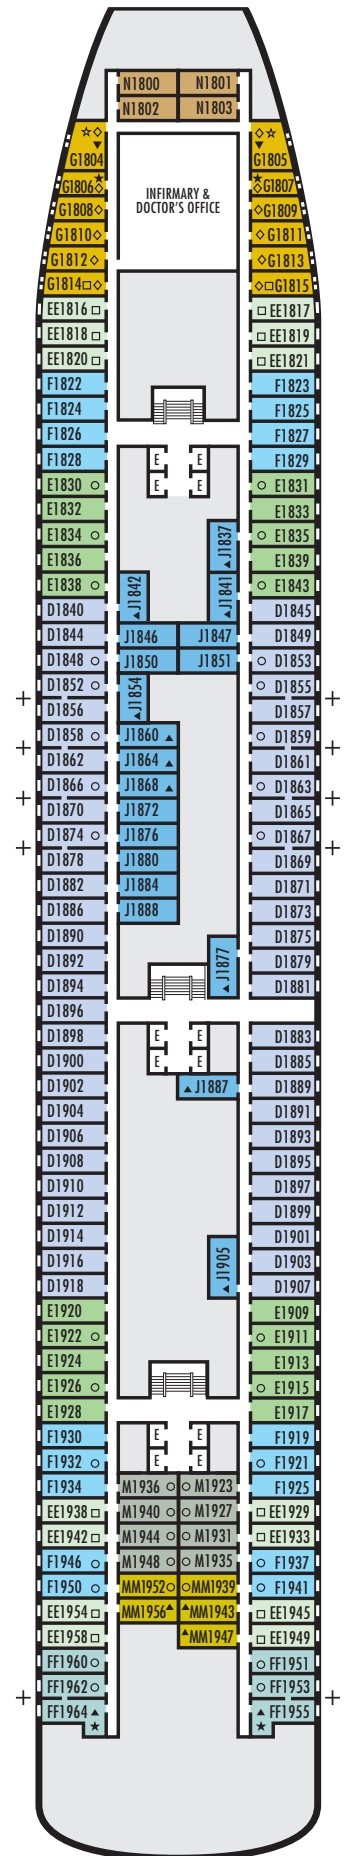 N1800 N1801
N1802 N1803
G1804 G1805
INFIRMARY &
DOCTOR'S OFFICE
G1806 G1807
G1808 G1809
G1810 G1811
G1812 G1813
G1814 G1815
EE1816 EE1817
EE1818 EE1819
EE1820 EE1821
F1822 F1823
F1824 F1825
F1826 F1827
F1828 E E F1829
E1830 E E E1831
E1832 E1833
E1834 J1837 E1835
E1836 E1839
E1838 J1842 J1841 E1843
D1840 D1845
D1844 J1846 J1847 D1849
D1848 J1850 J1851 D1853
D1852 J1854 D1855
D1856 D1857
D1858 J1860 D1859
D1862 J1864 D1861
D1866 J1868 D1863
D1870 J1872 D1865
D1874 J1876 D1867
D1878 J1880 D1869
D1882 J1884 D1871
D1886 J1888 D1873
D1890 D1875
D1892 J1877 D1879
D1894 D1881
D1896
D1898 E E D1883
D1900 E E D1885
D1902 J1887 D1889
D1904 D1891
D1906 D1893
D1908 D1895
D1910 D1897
D1912 D1899
D1914 D1901
D1916 J1905 D1903
D1918 D1907
E1920 E1909
E1922 E1911
E1924 E1913
E1926 E1915
E1928 E1917
F1930 E E F1919
F1932 E E F1921
F1934 M1936 M1923 F1925
EE1938 M1940 M1927 EE1929
EE1942 M1944 M1931 EE1933
F1946 M1948 M1935 F1937
F1950 MM1952 MM1939 F1941
EE1954 MM1956 MM1943 EE1945
EE1958 MM1947 EE1949
FF1960 FF1951
FF1962 FF1953
FF1964 FF1955